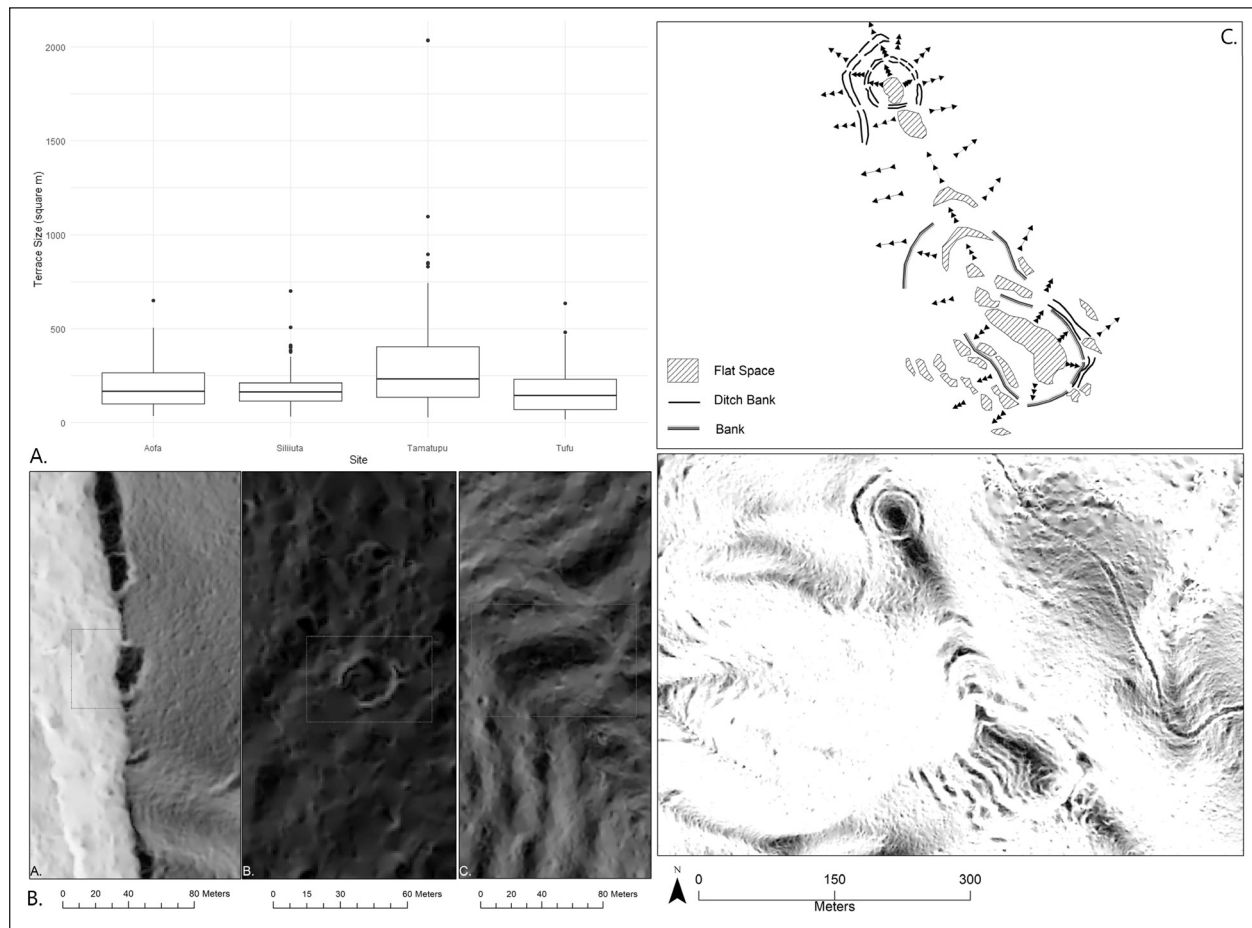 2000
1500
1000
500
0
Terrace Size (square m)
Aofa
Siliiuta
Tamatupu
Tufu
Site
A.
C.
Flat Space
Ditch Bank
Bank
A.
B.
C.
B.
0 20 40 80 Meters
0 15 30 60 Meters
0 20 40 80 Meters
N
0 150 300
Meters